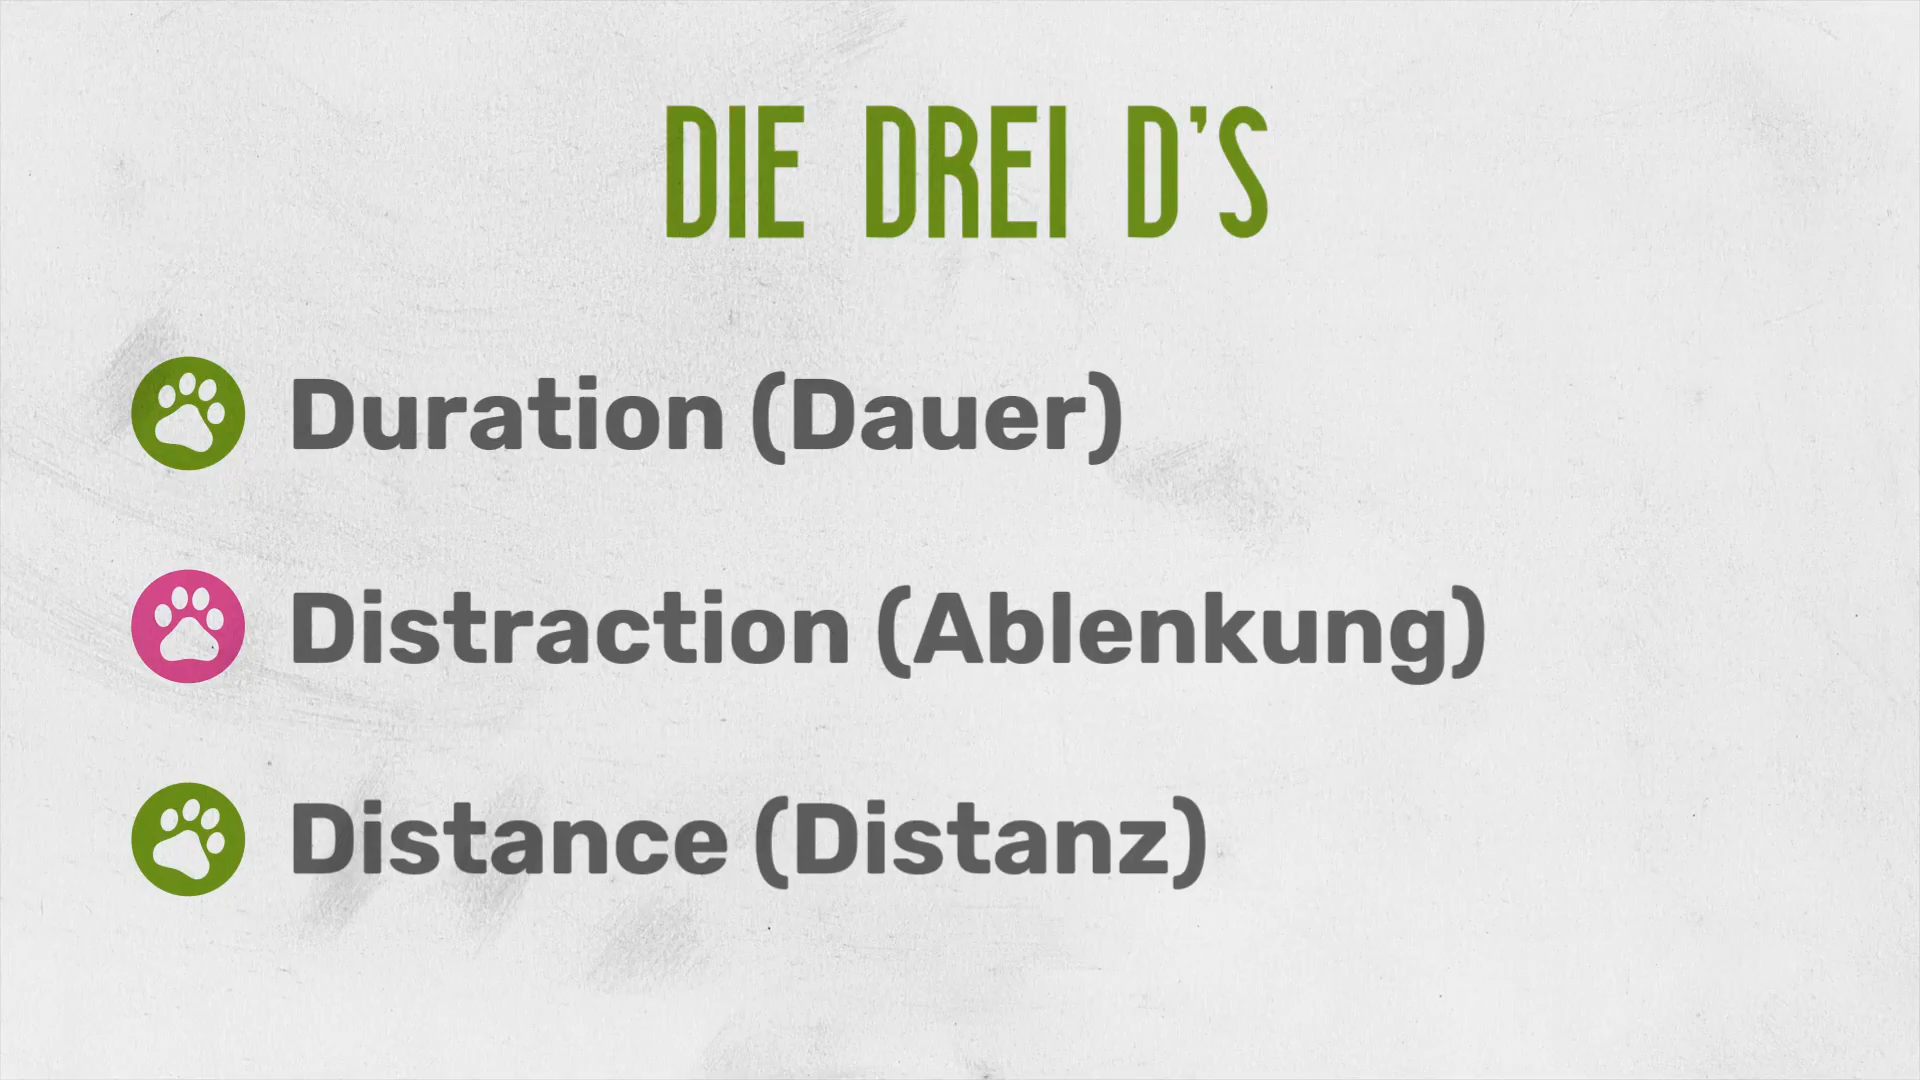 DIE DREI D'S
Duration (Dauer)
Distraction (Ablenkung)
Distance (Distanz)